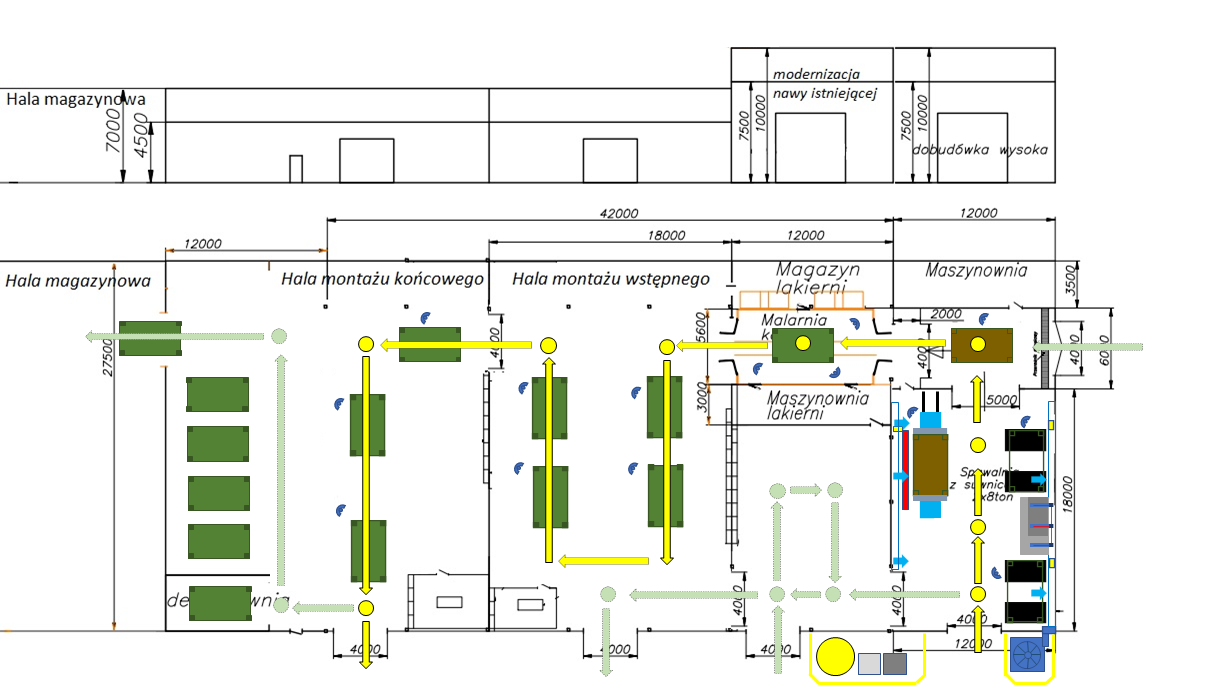 Hala magazynowa
7000
4500
modernizacja
nawy istniejącej
7500
10000
7500
10000
dobudówka wysoka
42000
12000
12000
18000
12000
Hala magazynowa
Hala montażu końcowego
Hala montażu wstępnego
Magazyn
lakierni
Maszynownia
3500
27500
4000
5600
Malarnia
2000
4000
4000
6000
3000
Maszynownia
lakierni
5000
z
18000
4000
4000
4000
4000
4000
4000
12000